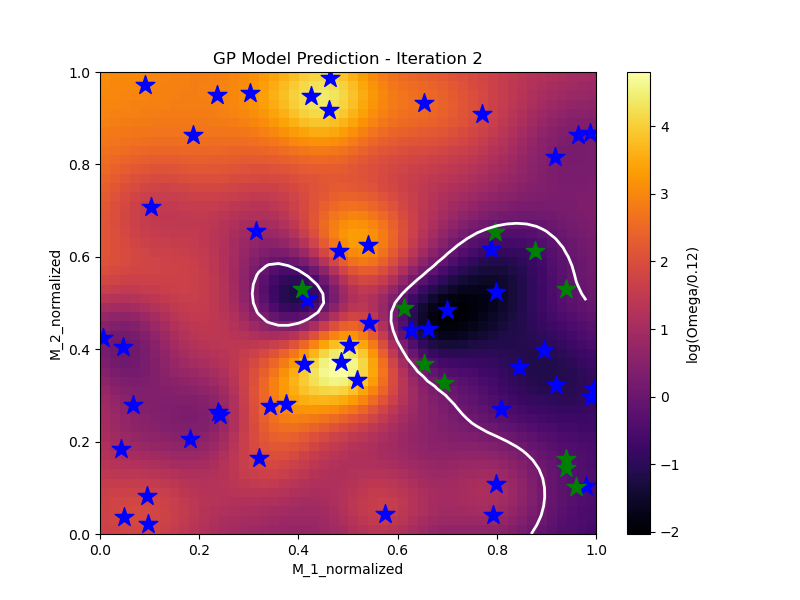 GP Model Prediction - Iteration 2
M_2_normalized
1.0
0.8
0.6
0.4
0.2
0.0
0.0 0.2 0.4 0.6 0.8 1.0
M_1_normalized
4
3
2
1
0
−1
−2
log(Omega/0.12)